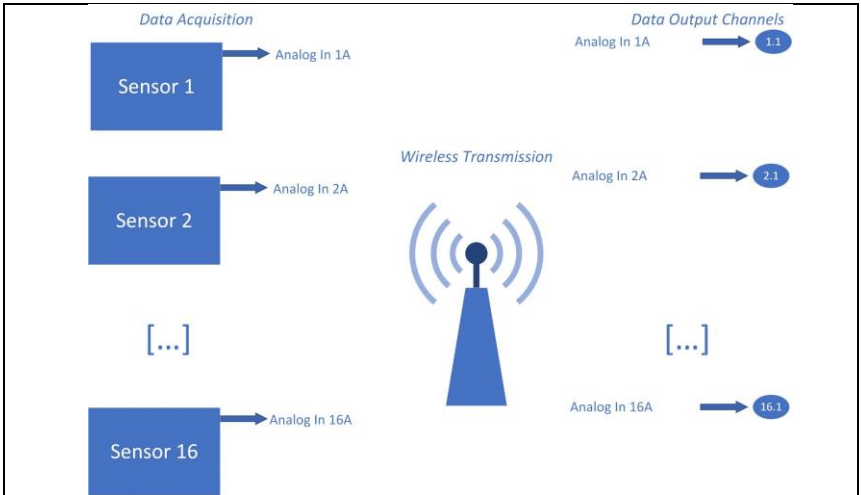 Data Acquisition
Data Output Channels
Analog In 1A
1.1
Analog In 1A
Sensor 1
Wireless Transmission
Analog In 2A
2.1
Analog In 2A
Sensor 2
[...]
[...]
Analog In 16A
16.1
Analog In 16A
Sensor 16